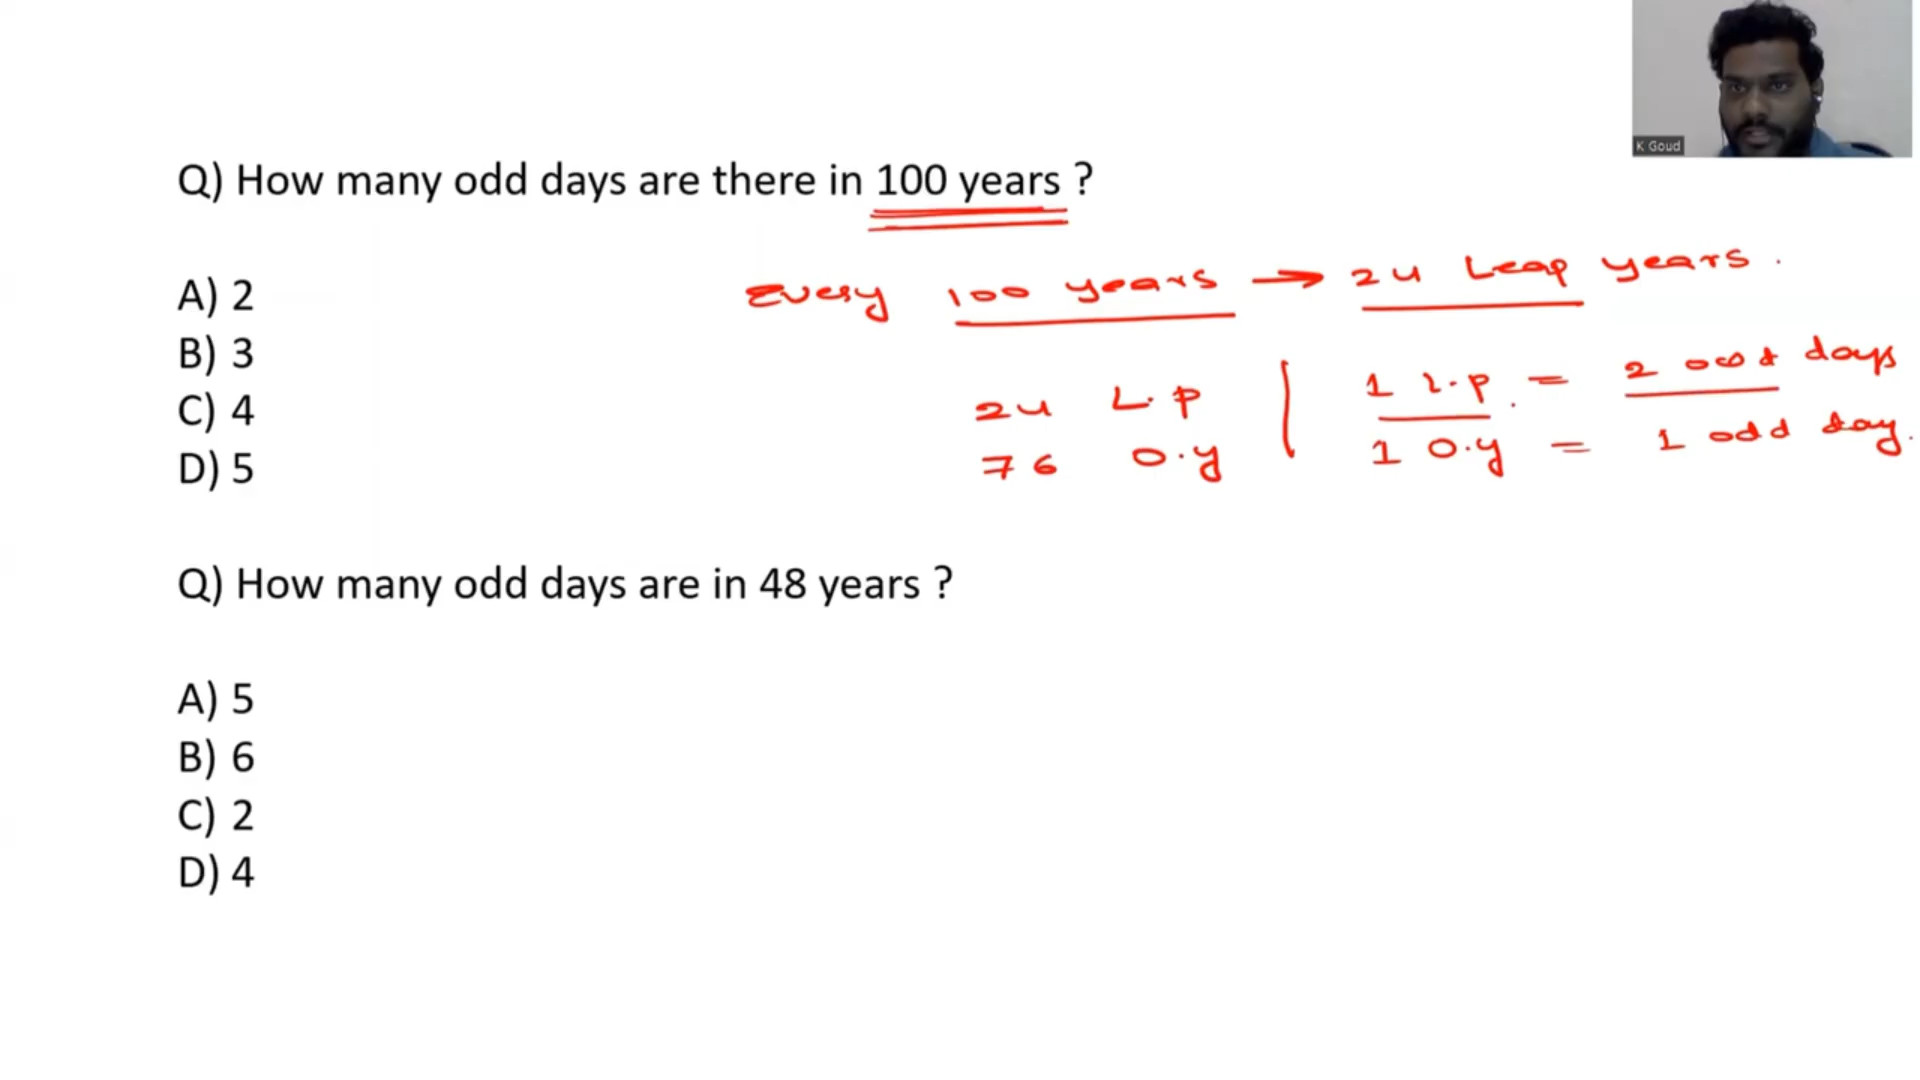 K Goud
Q) How many odd days are there in 100 years ?
Every 100 years → 24 Leap years.
A) 2
B) 3
C) 4
D) 5
24 L.p
76 O.y
1 L.p = 2 odd days
1 O.y = 1 odd day.
Q) How many odd days are in 48 years ?
A) 5
B) 6
C) 2
D) 4